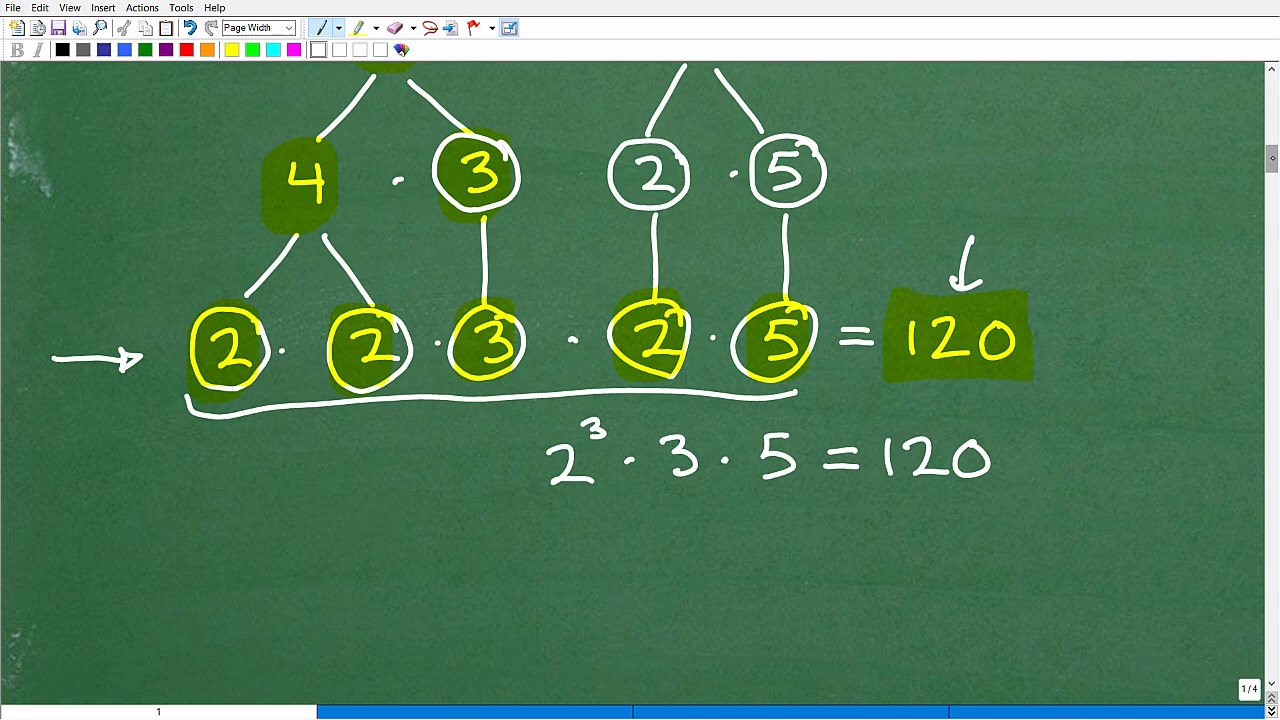 File Edit View Insert Actions Tools Help
Page Width
B I
4 · 3 2 · 5
2 · 2 · 3 · 2 · 5 = 120
2³ · 3 · 5 = 120
1/4
1